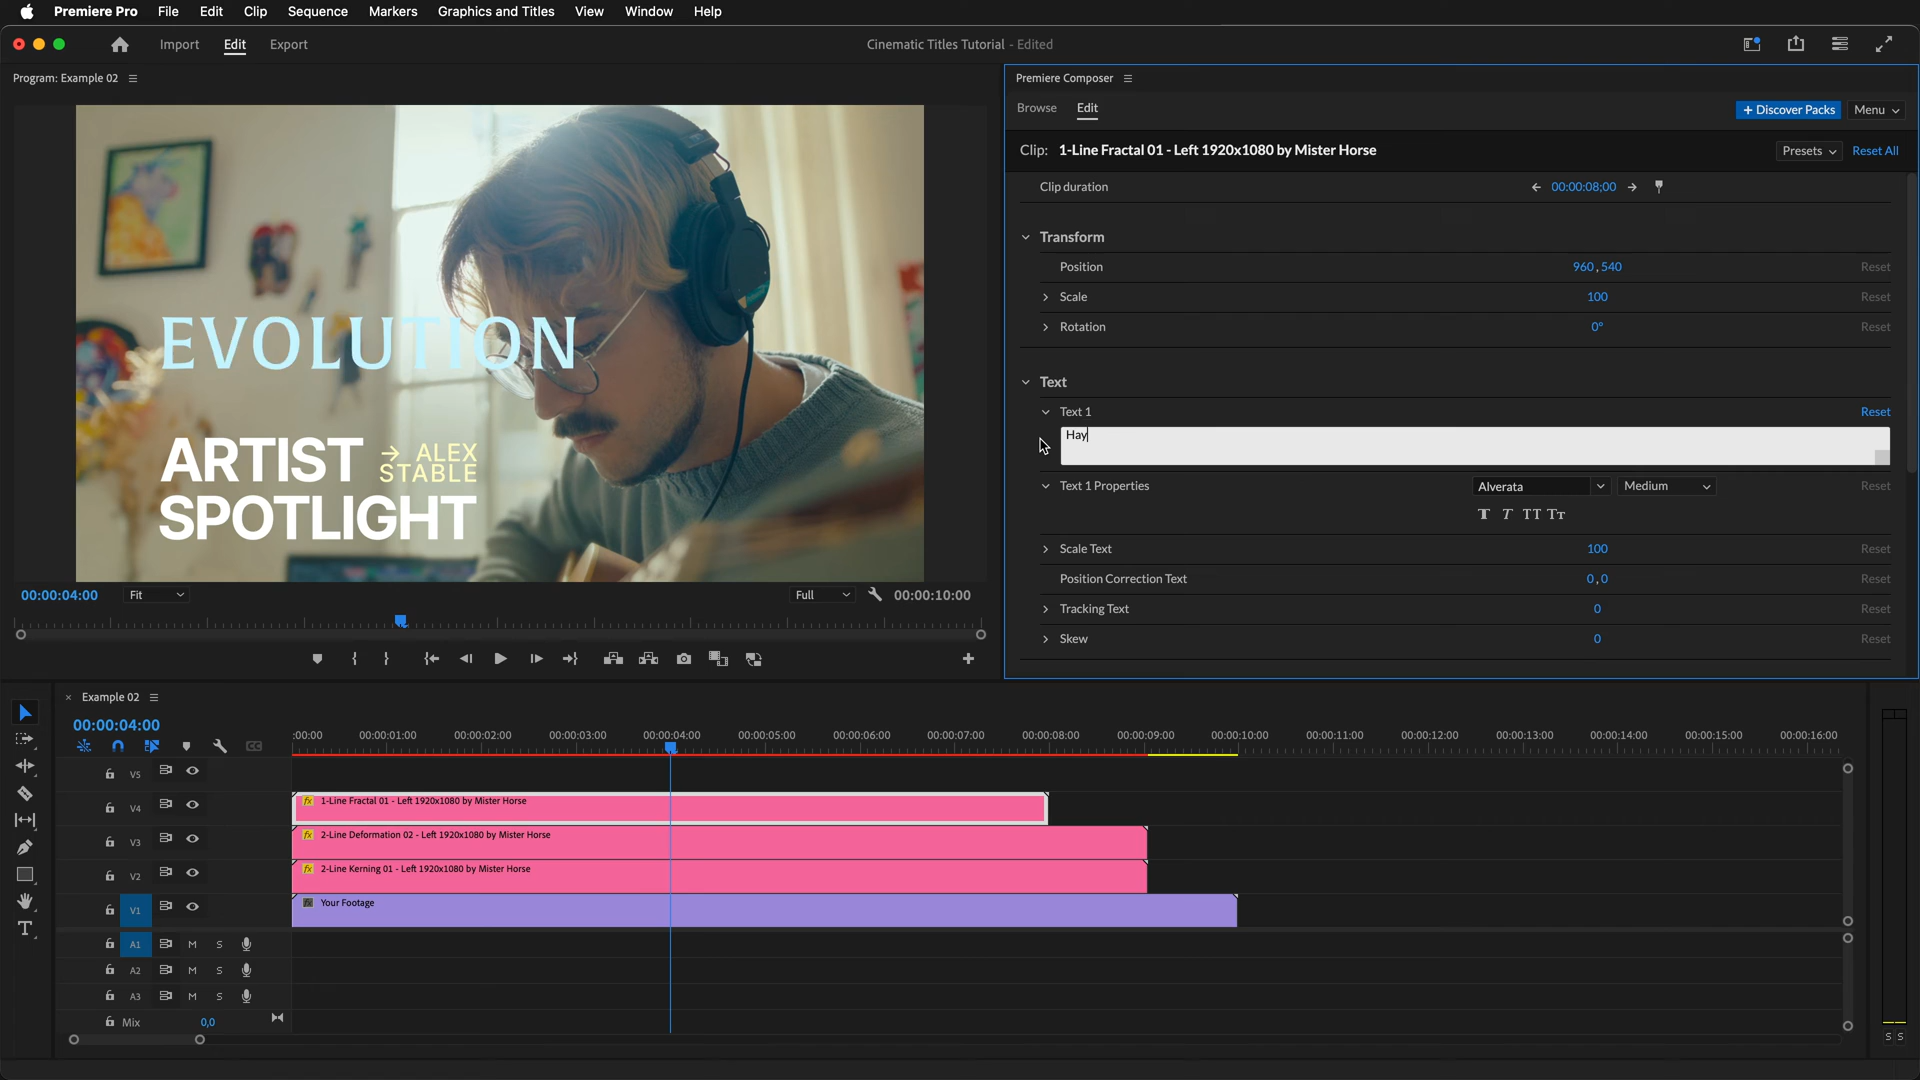 Premiere Pro File Edit Clip Sequence Markers Graphics and Titles View Window Help
Import Edit Export Cinematic Titles Tutorial - Edited
Program: Example 02
EVOLUTION
ARTIST
SPOTLIGHT
→ ALEX
STABLE
00:00:04:00 Fit Full 00:00:10:00
Premiere Composer
Browse Edit + Discover Packs Menu
Clip: 1-Line Fractal 01 - Left 1920x1080 by Mister Horse Presets Reset All
Clip duration 00:00:08;00
Transform
Position 960, 540 Reset
Scale 100 Reset
Rotation 0° Reset
Text
Text 1 Reset
Hay
Text 1 Properties Alverata Medium Reset
T T TT Tт
Scale Text 100 Reset
Position Correction Text 0, 0 Reset
Tracking Text 0 Reset
Skew 0 Reset
× Example 02
00:00:04:00
:00:00 00:00:01:00 00:00:02:00 00:00:03:00 00:00:04:00 00:00:05:00 00:00:06:00 00:00:07:00 00:00:08:00 00:00:09:00 00:00:10:00 00:00:11:00 00:00:12:00 00:00:13:00 00:00:14:00 00:00:15:00 00:00:16:00
V5
V4 fx 1-Line Fractal 01 - Left 1920x1080 by Mister Horse
V3 fx 2-Line Deformation 02 - Left 1920x1080 by Mister Horse
V2 fx 2-Line Kerning 01 - Left 1920x1080 by Mister Horse
V1 fx Your Footage
A1 M S
A2 M S
A3 M S
Mix 0,0
S S